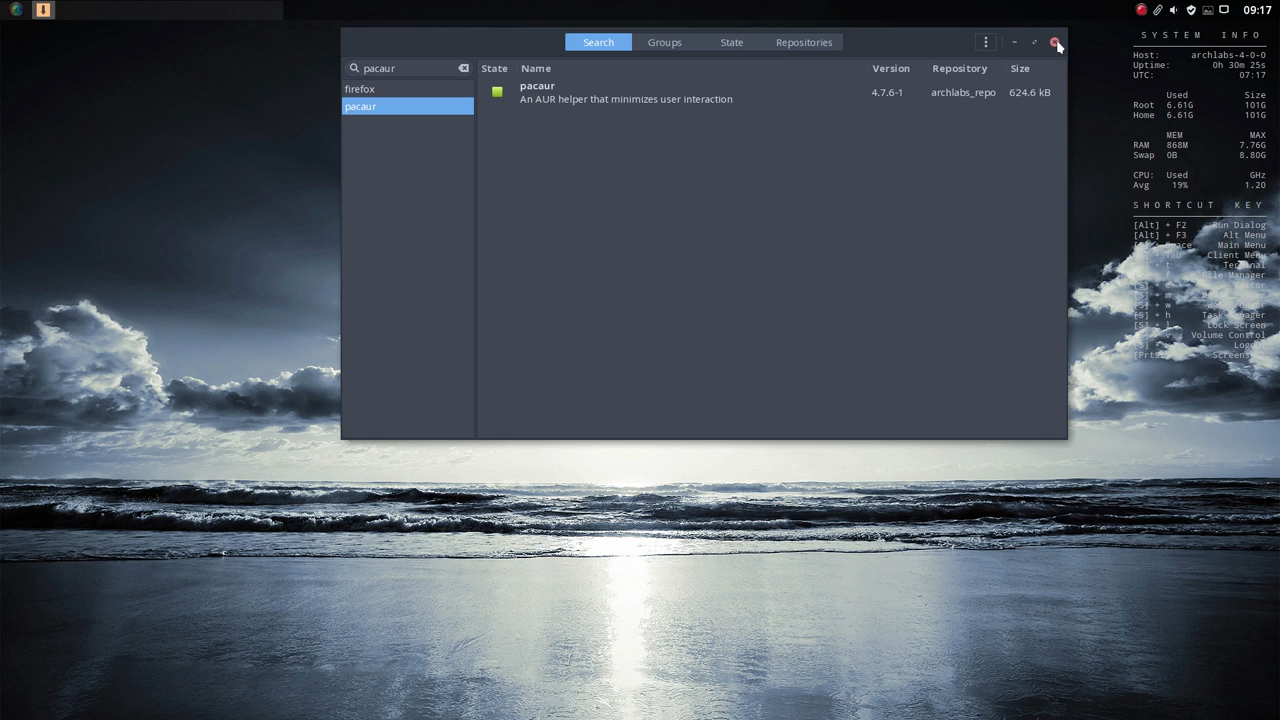 09:17
Search Groups State Repositories
pacaur
firefox
pacaur
State Name Version Repository Size
pacaur
An AUR helper that minimizes user interaction
4.7.6-1 archlabs_repo 624.6 kB
SYSTEM INFO
Host: archlabs-4-0-0
Uptime: 0h 30m 25s
UTC: 07:17
Used Size
Root 6.61G 101G
Home 6.61G 101G
MEM MAX
RAM 868M 7.76G
Swap 0B 8.80G
CPU: Used GHz
Avg 19% 1.20
SHORTCUT KEY
[Alt] + F2 Run Dialog
[Alt] + F3 Alt Menu
Main Menu
Client Menu
+ t
+ w
+ h
Lock Screen
Volume Control